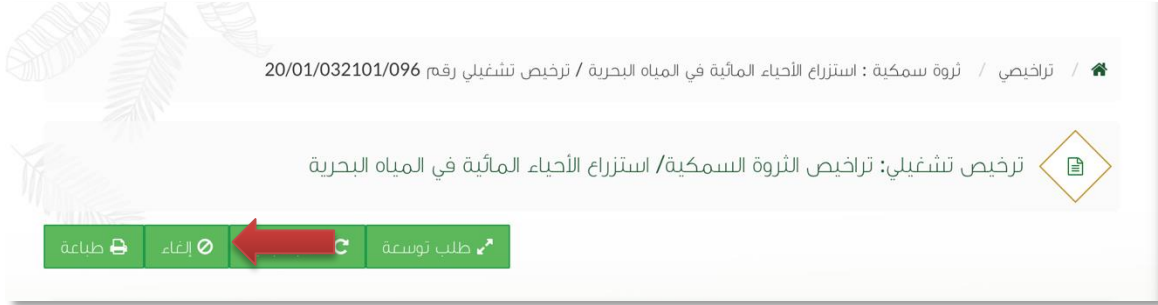 / تراخيصي / ثروة سمكية : استزراع الأحياء المائية في المياه البحرية / ترخيص تشغيلي رقم 20/01/032101/096
ترخيص تشغيلي: تراخيص الثروة السمكية/ استزراع الأحياء المائية في المياه البحرية
طلب توسعة إلغاء طباعة